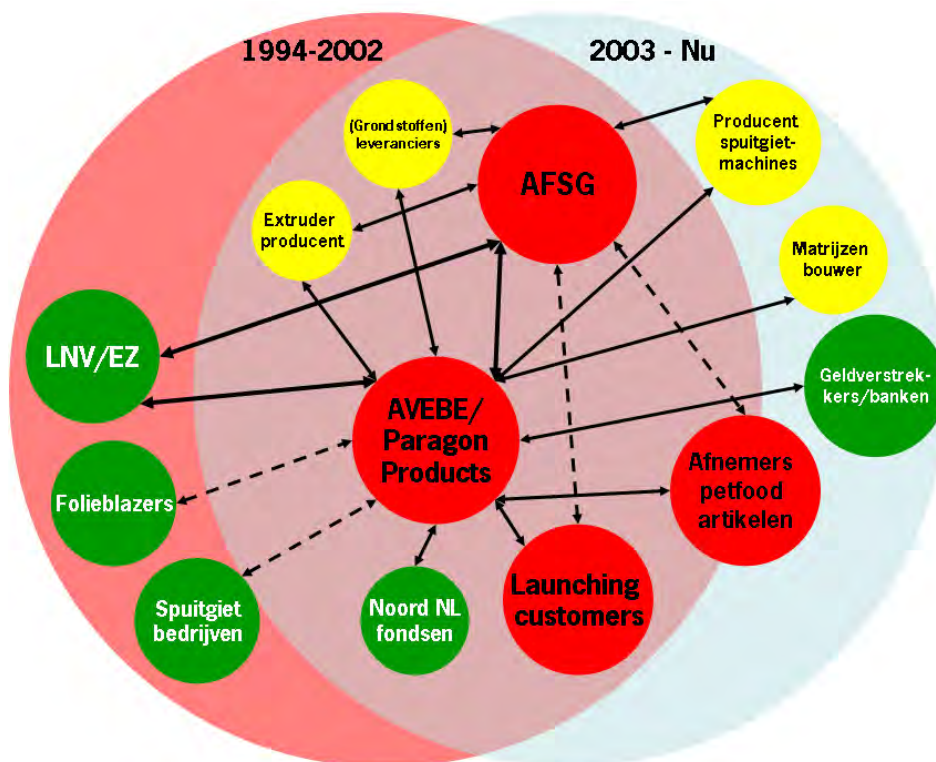 1994-2002
2003 - Nu
(Grondstoffen)
leveranciers
AFSG
Producent
spuitgiet-
machines
Extruder
producent
Matrijzen
bouwer
LNV/EZ
Geldverstrek-
kers/banken
AVEBE/
Paragon
Products
Afnemers
petfood
artikelen
Folieblazers
Spuitgiet
bedrijven
Noord NL
fondsen
Launching
customers